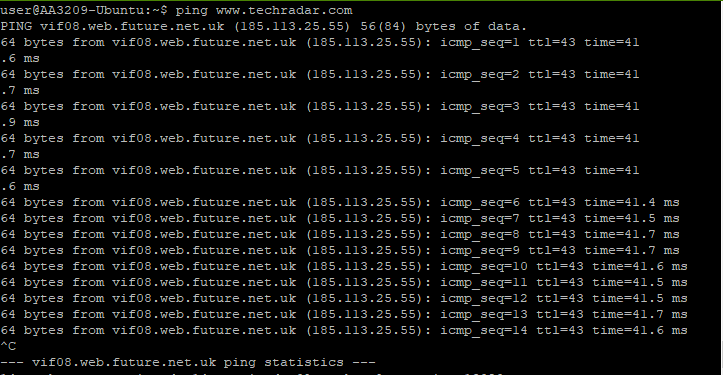 user@AA3209-Ubuntu:~$ ping www.techradar.com
PING vif08.web.future.net.uk (185.113.25.55) 56(84) bytes of data.
64 bytes from vif08.web.future.net.uk (185.113.25.55): icmp_seq=1 ttl=43 time=41
.6 ms
64 bytes from vif08.web.future.net.uk (185.113.25.55): icmp_seq=2 ttl=43 time=41
.7 ms
64 bytes from vif08.web.future.net.uk (185.113.25.55): icmp_seq=3 ttl=43 time=41
.9 ms
64 bytes from vif08.web.future.net.uk (185.113.25.55): icmp_seq=4 ttl=43 time=41
.7 ms
64 bytes from vif08.web.future.net.uk (185.113.25.55): icmp_seq=5 ttl=43 time=41
.6 ms
64 bytes from vif08.web.future.net.uk (185.113.25.55): icmp_seq=6 ttl=43 time=41.4 ms
64 bytes from vif08.web.future.net.uk (185.113.25.55): icmp_seq=7 ttl=43 time=41.5 ms
64 bytes from vif08.web.future.net.uk (185.113.25.55): icmp_seq=8 ttl=43 time=41.7 ms
64 bytes from vif08.web.future.net.uk (185.113.25.55): icmp_seq=9 ttl=43 time=41.7 ms
64 bytes from vif08.web.future.net.uk (185.113.25.55): icmp_seq=10 ttl=43 time=41.6 ms
64 bytes from vif08.web.future.net.uk (185.113.25.55): icmp_seq=11 ttl=43 time=41.5 ms
64 bytes from vif08.web.future.net.uk (185.113.25.55): icmp_seq=12 ttl=43 time=41.5 ms
64 bytes from vif08.web.future.net.uk (185.113.25.55): icmp_seq=13 ttl=43 time=41.7 ms
64 bytes from vif08.web.future.net.uk (185.113.25.55): icmp_seq=14 ttl=43 time=41.6 ms
^C
--- vif08.web.future.net.uk ping statistics ---